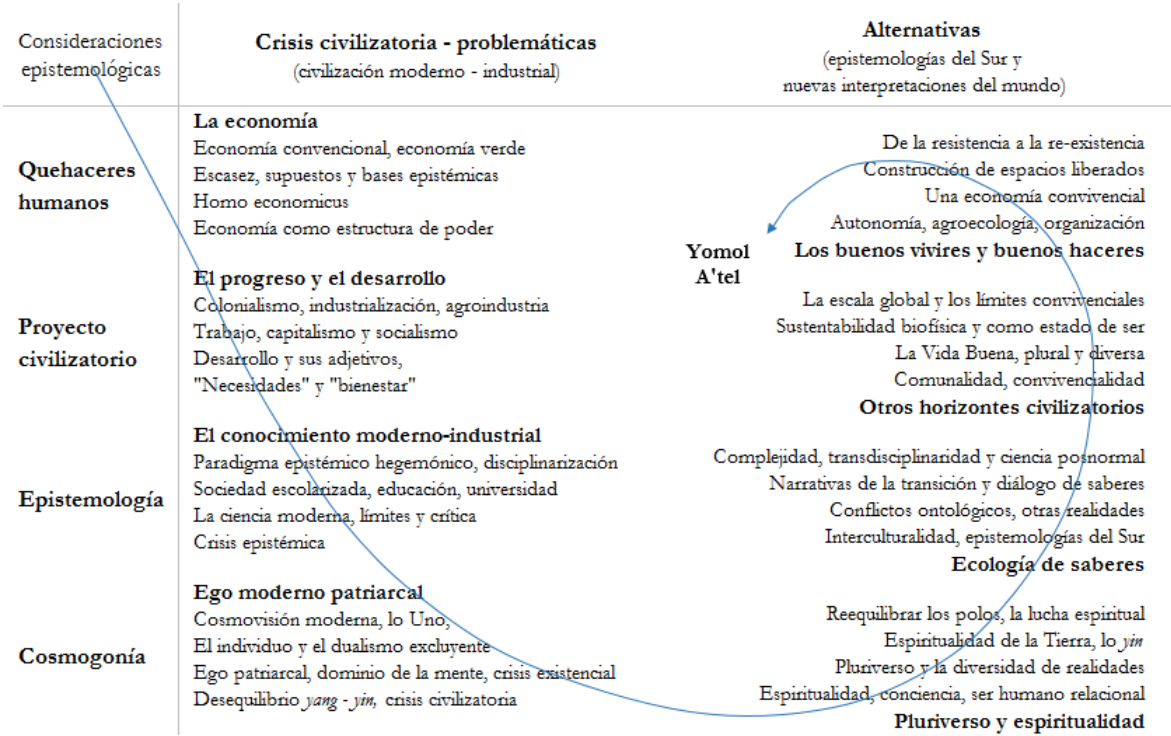 Consideraciones
epistemológicas
Crisis civilizatoria - problemáticas
(civilización moderno - industrial)
Alternativas
(epistemologías del Sur y
nuevas interpretaciones del mundo)
Quehaceres
humanos
La economía
Economía convencional, economía verde
Escasez, supuestos y bases epistémicas
Homo economicus
Economía como estructura de poder
De la resistencia a la re-existencia
Construcción de espacios liberados
Una economía convivencial
Autonomía, agroecología, organización
Los buenos vivires y buenos haceres
Yomol
A'tel
Proyecto
civilizatorio
El progreso y el desarrollo
Colonialismo, industrialización, agroindustria
Trabajo, capitalismo y socialismo
Desarrollo y sus adjetivos,
"Necesidades" y "bienestar"
La escala global y los límites convivenciales
Sustentabilidad biofísica y como estado de ser
La Vida Buena, plural y diversa
Comunalidad, convivencialidad
Otros horizontes civilizatorios
Epistemología
El conocimiento moderno-industrial
Paradigma epistémico hegemónico, disciplinarización
Sociedad escolarizada, educación, universidad
La ciencia moderna, límites y crítica
Crisis epistémica
Complejidad, transdisciplinaridad y ciencia posnormal
Narrativas de la transición y diálogo de saberes
Conflictos ontológicos, otras realidades
Interculturalidad, epistemologías del Sur
Ecología de saberes
Cosmogonía
Ego moderno patriarcal
Cosmovisión moderna, lo Uno,
El individuo y el dualismo excluyente
Ego patriarcal, dominio de la mente, crisis existencial
Desequilibrio yang - yin, crisis civilizatoria
Reequilibrar los polos, la lucha espiritual
Espiritualidad de la Tierra, lo yin
Pluriverso y la diversidad de realidades
Espiritualidad, conciencia, ser humano relacional
Pluriverso y espiritualidad